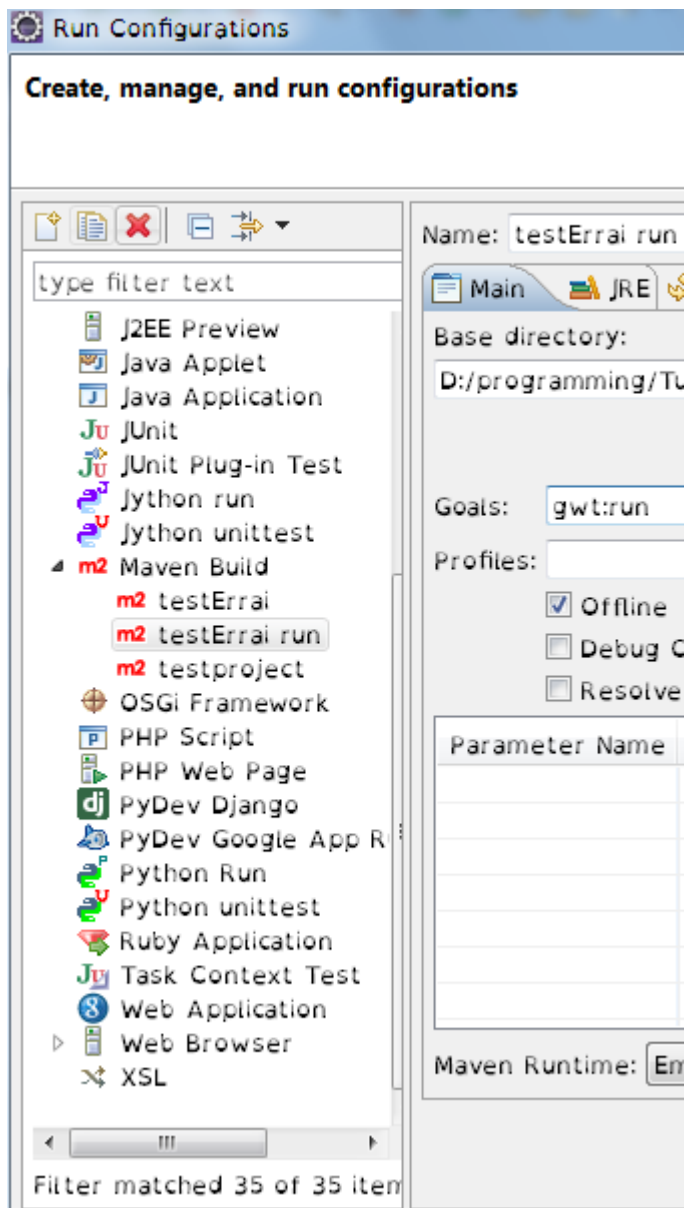 Run Configurations
Create, manage, and run configurations
type filter text
J2EE Preview
Java Applet
Java Application
JUnit
JUnit Plug-in Test
Jython run
Jython unittest
m2 Maven Build
m2 testErrai
m2 testErrai run
m2 testproject
OSGi Framework
PHP Script
PHP Web Page
dj PyDev Django
PyDev Google App R
Python Run
Python unittest
Ruby Application
Task Context Test
Web Application
Web Browser
XSL
Filter matched 35 of 35 item
Name: testErrai run
Main JRE
Base directory:
D:/programming/Tu
Goals: gwt:run
Profiles:
Offline
Debug O
Resolve
Parameter Name
Maven Runtime: Em